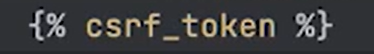 {% csrf_token %}